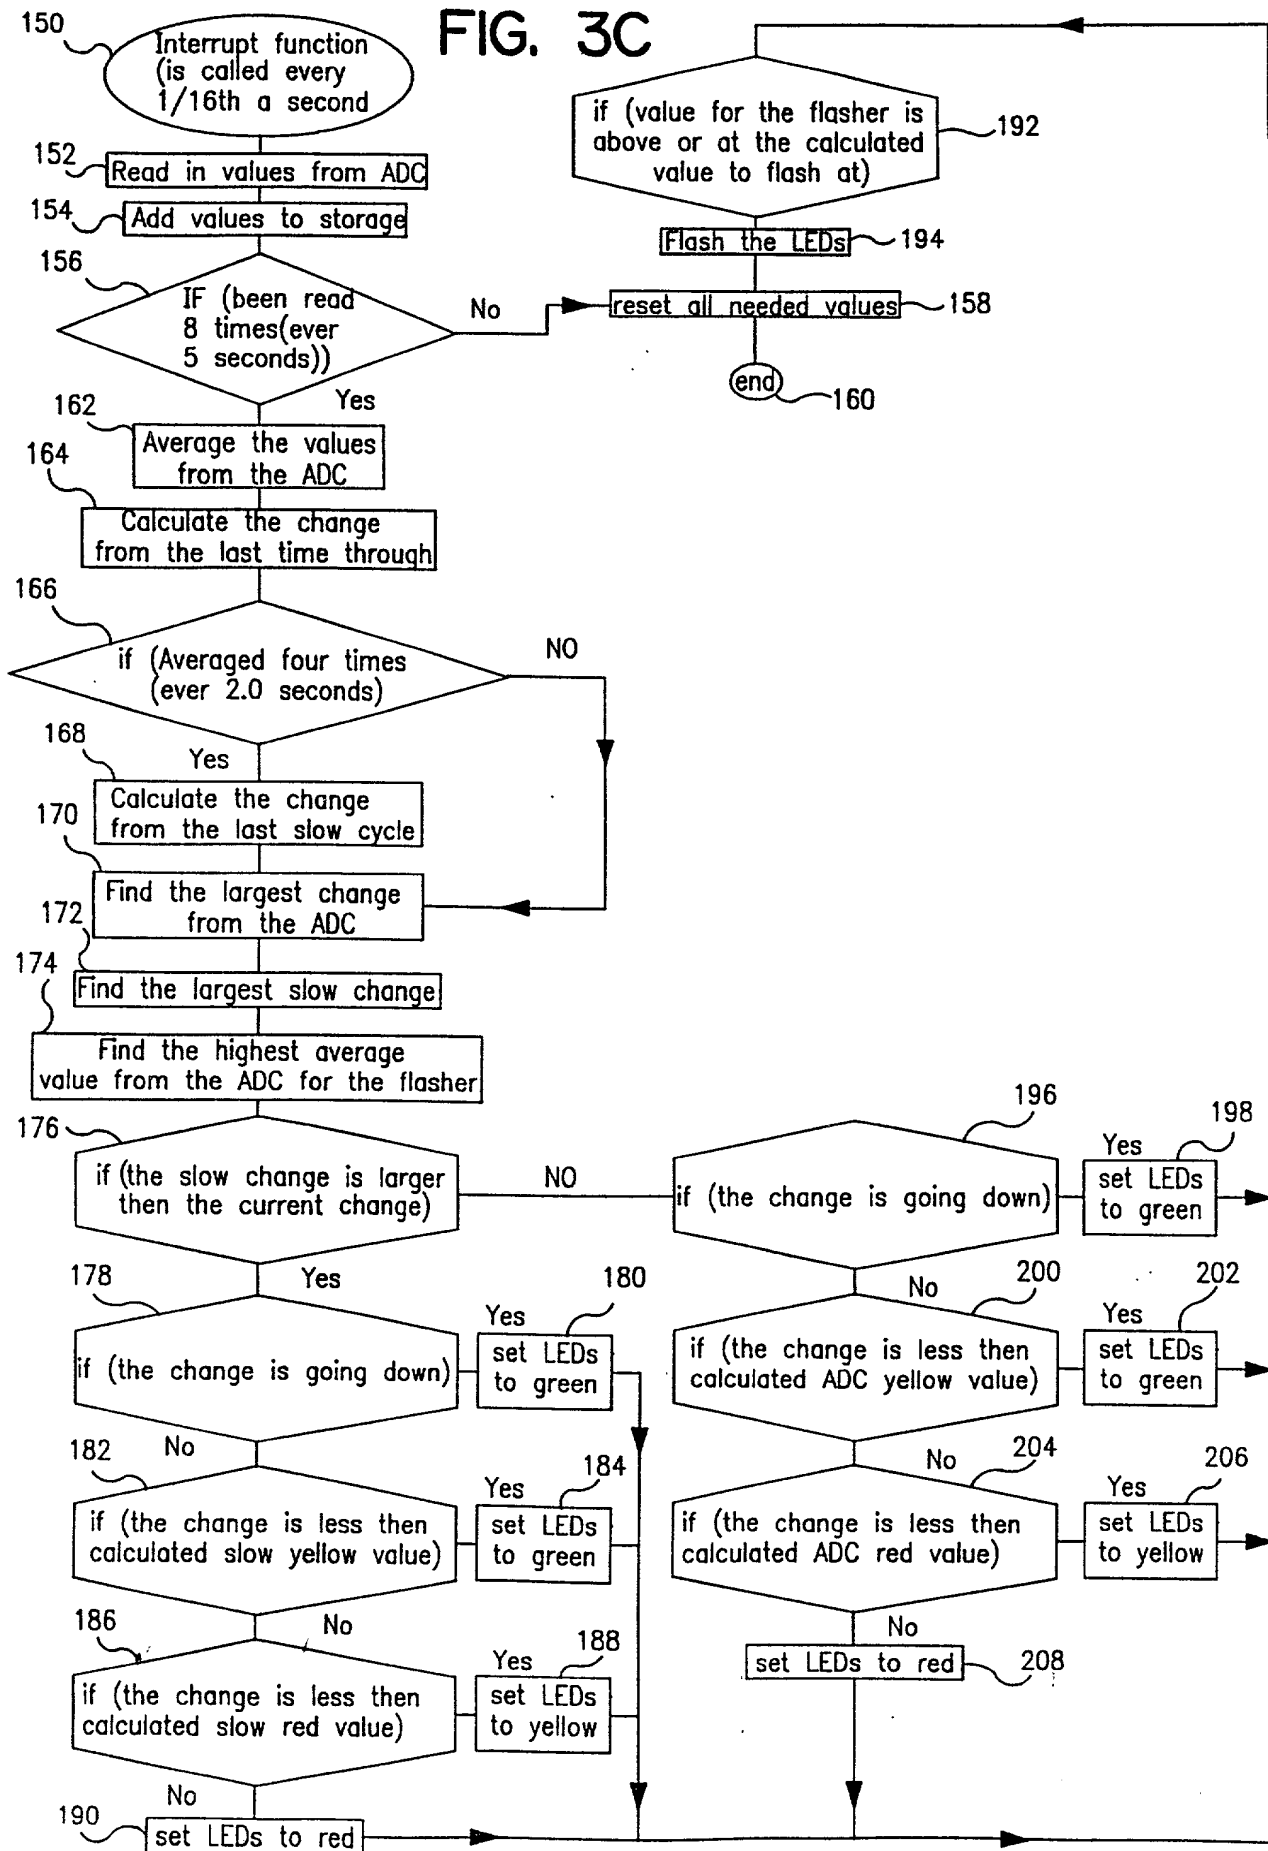 FIG. 3C
150
Interrupt function
(is called every
1/16th a second
152
Read in values from ADC
154
Add values to storage
156
IF (been read
8 times(ever
5 seconds))
No
Yes
162
Average the values
from the ADC
164
Calculate the change
from the last time through
166
if (Averaged four times
(ever 2.0 seconds)
NO
Yes
168
Calculate the change
from the last slow cycle
170
Find the largest change
from the ADC
172
Find the largest slow change
174
Find the highest average
value from the ADC for the flasher
176
if (the slow change is larger
then the current change)
NO
Yes
178
if (the change is going down)
Yes
180
set LEDs
to green
No
182
if (the change is less then
calculated slow yellow value)
Yes
184
set LEDs
to green
No
186
if (the change is less then
calculated slow red value)
Yes
188
set LEDs
to yellow
No
190
set LEDs to red
if (value for the flasher is
above or at the calculated
value to flash at)
192
Flash the LEDs
194
reset all needed values
158
end
160
196
if (the change is going down)
Yes
198
set LEDs
to green
No
200
if (the change is less then
calculated ADC yellow value)
Yes
202
set LEDs
to green
No
204
if (the change is less then
calculated ADC red value)
Yes
206
set LEDs
to yellow
No
set LEDs to red
208